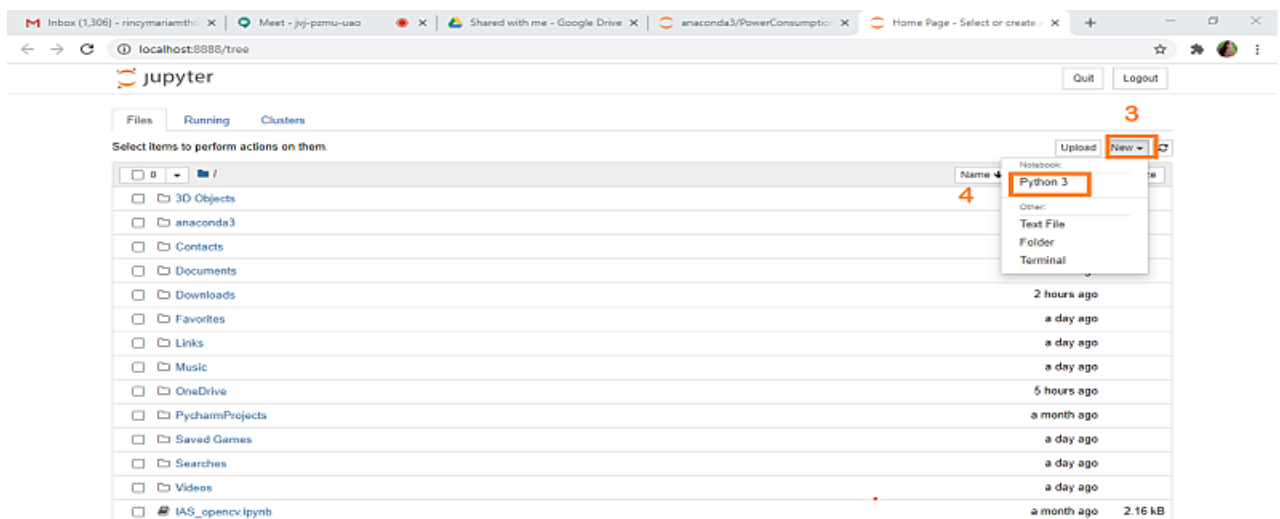 Inbox (1,306) - rincymariamtho Meet - jvj-pzmu-uao Shared with me - Google Drive anaconda3/PowerConsumptio Home Page - Select or create a
localhost:8888/tree
jupyter Quit Logout
3
Files Running Clusters
Select items to perform actions on them. Upload New
0 / Name
Notebook:
Python 3
4
Other:
Text File
Folder
Terminal
3D Objects
anaconda3
Contacts
Documents
Downloads 2 hours ago
Favorites a day ago
Links a day ago
Music a day ago
OneDrive 5 hours ago
PycharmProjects a month ago
Saved Games a day ago
Searches a day ago
Videos a day ago
IAS_opencv.ipynb a month ago 2.16 kB